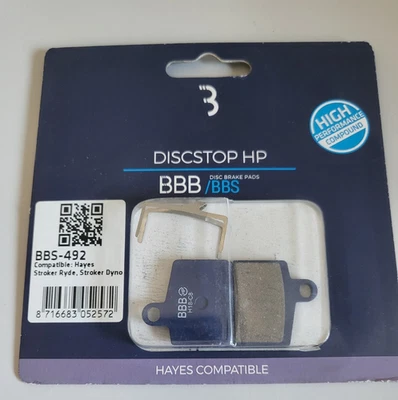 HIGH
PERFORMANCE
COMPOUND
DISCSTOP HP
BBB/BBS
DISC BRAKE PADS
BBS-492
Compatible: Hayes
Stroker Ryde, Stroker Dyno
8 716683 052572
BBB
HAYES COMPATIBLE